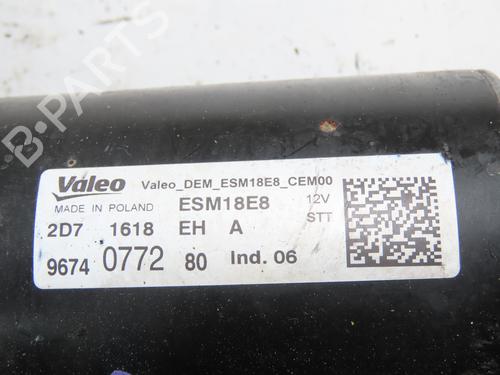 B-PARTS
Valeo Valeo_DEM_ESM18E8_CEM00
MADE IN POLAND ESM18E8 12V
STT
2D7 1618 EH A
9674 0772 80 Ind. 06